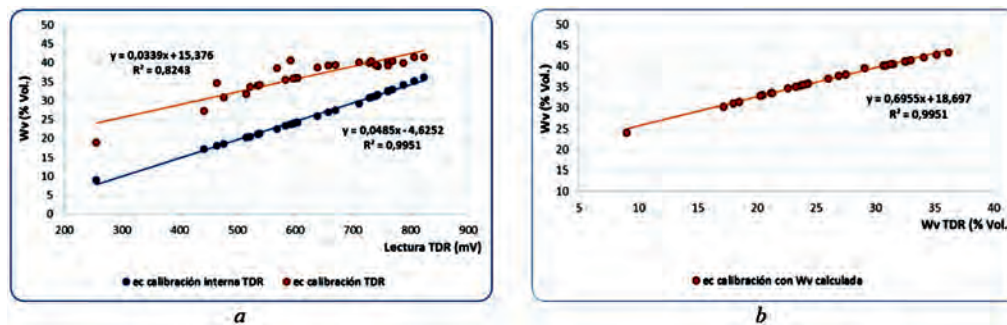 50
45
40
35
30
25
20
15
10
5
0
Wv (% Vol.)
y = 0,0339x + 15,376
R² = 0,8243
y = 0,0485x - 4,6252
R² = 0,9951
200 300 400 500 600 700 800 900
Lectura TDR (mV)
ec calibración interna TDR ec calibración TDR
a
50
45
40
35
30
25
20
15
10
Wv (% Vol.)
y = 0,6955x + 18,697
R² = 0,9951
5 10 15 20 25 30 35 40
Wv TDR (% Vol.)
ec calibración con Wv calculada
b